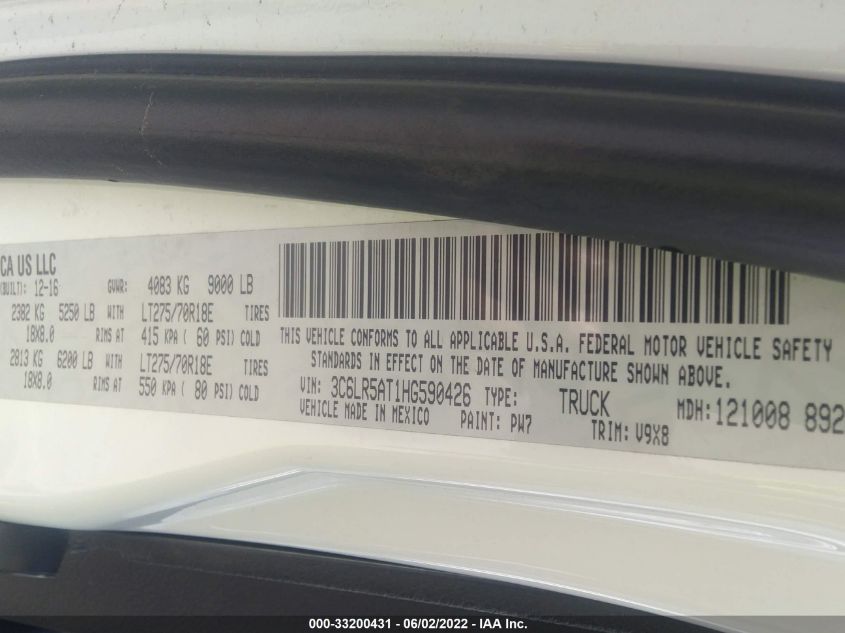 CA US LLC
(BUILT): 12-16 GVWR: 4083 KG 9000 LB
2382 KG 5250 LB WITH LT275/70R18E TIRES
18X8.0 RIMS AT 415 KPA ( 60 PSI) COLD
2813 KG 6200 LB WITH LT275/70R18E TIRES
18X8.0 RIMS AT 550 KPA ( 80 PSI) COLD
THIS VEHICLE CONFORMS TO ALL APPLICABLE U.S.A. FEDERAL MOTOR VEHICLE SAFETY
STANDARDS IN EFFECT ON THE DATE OF MANUFACTURE SHOWN ABOVE.
VIN: 3C6LR5AT1HG590426 TYPE: TRUCK MDH: 121008 892
VEHICLE MADE IN MEXICO PAINT: PW7 TRIM: V9X8
000-33200431 - 06/02/2022 - IAA Inc.